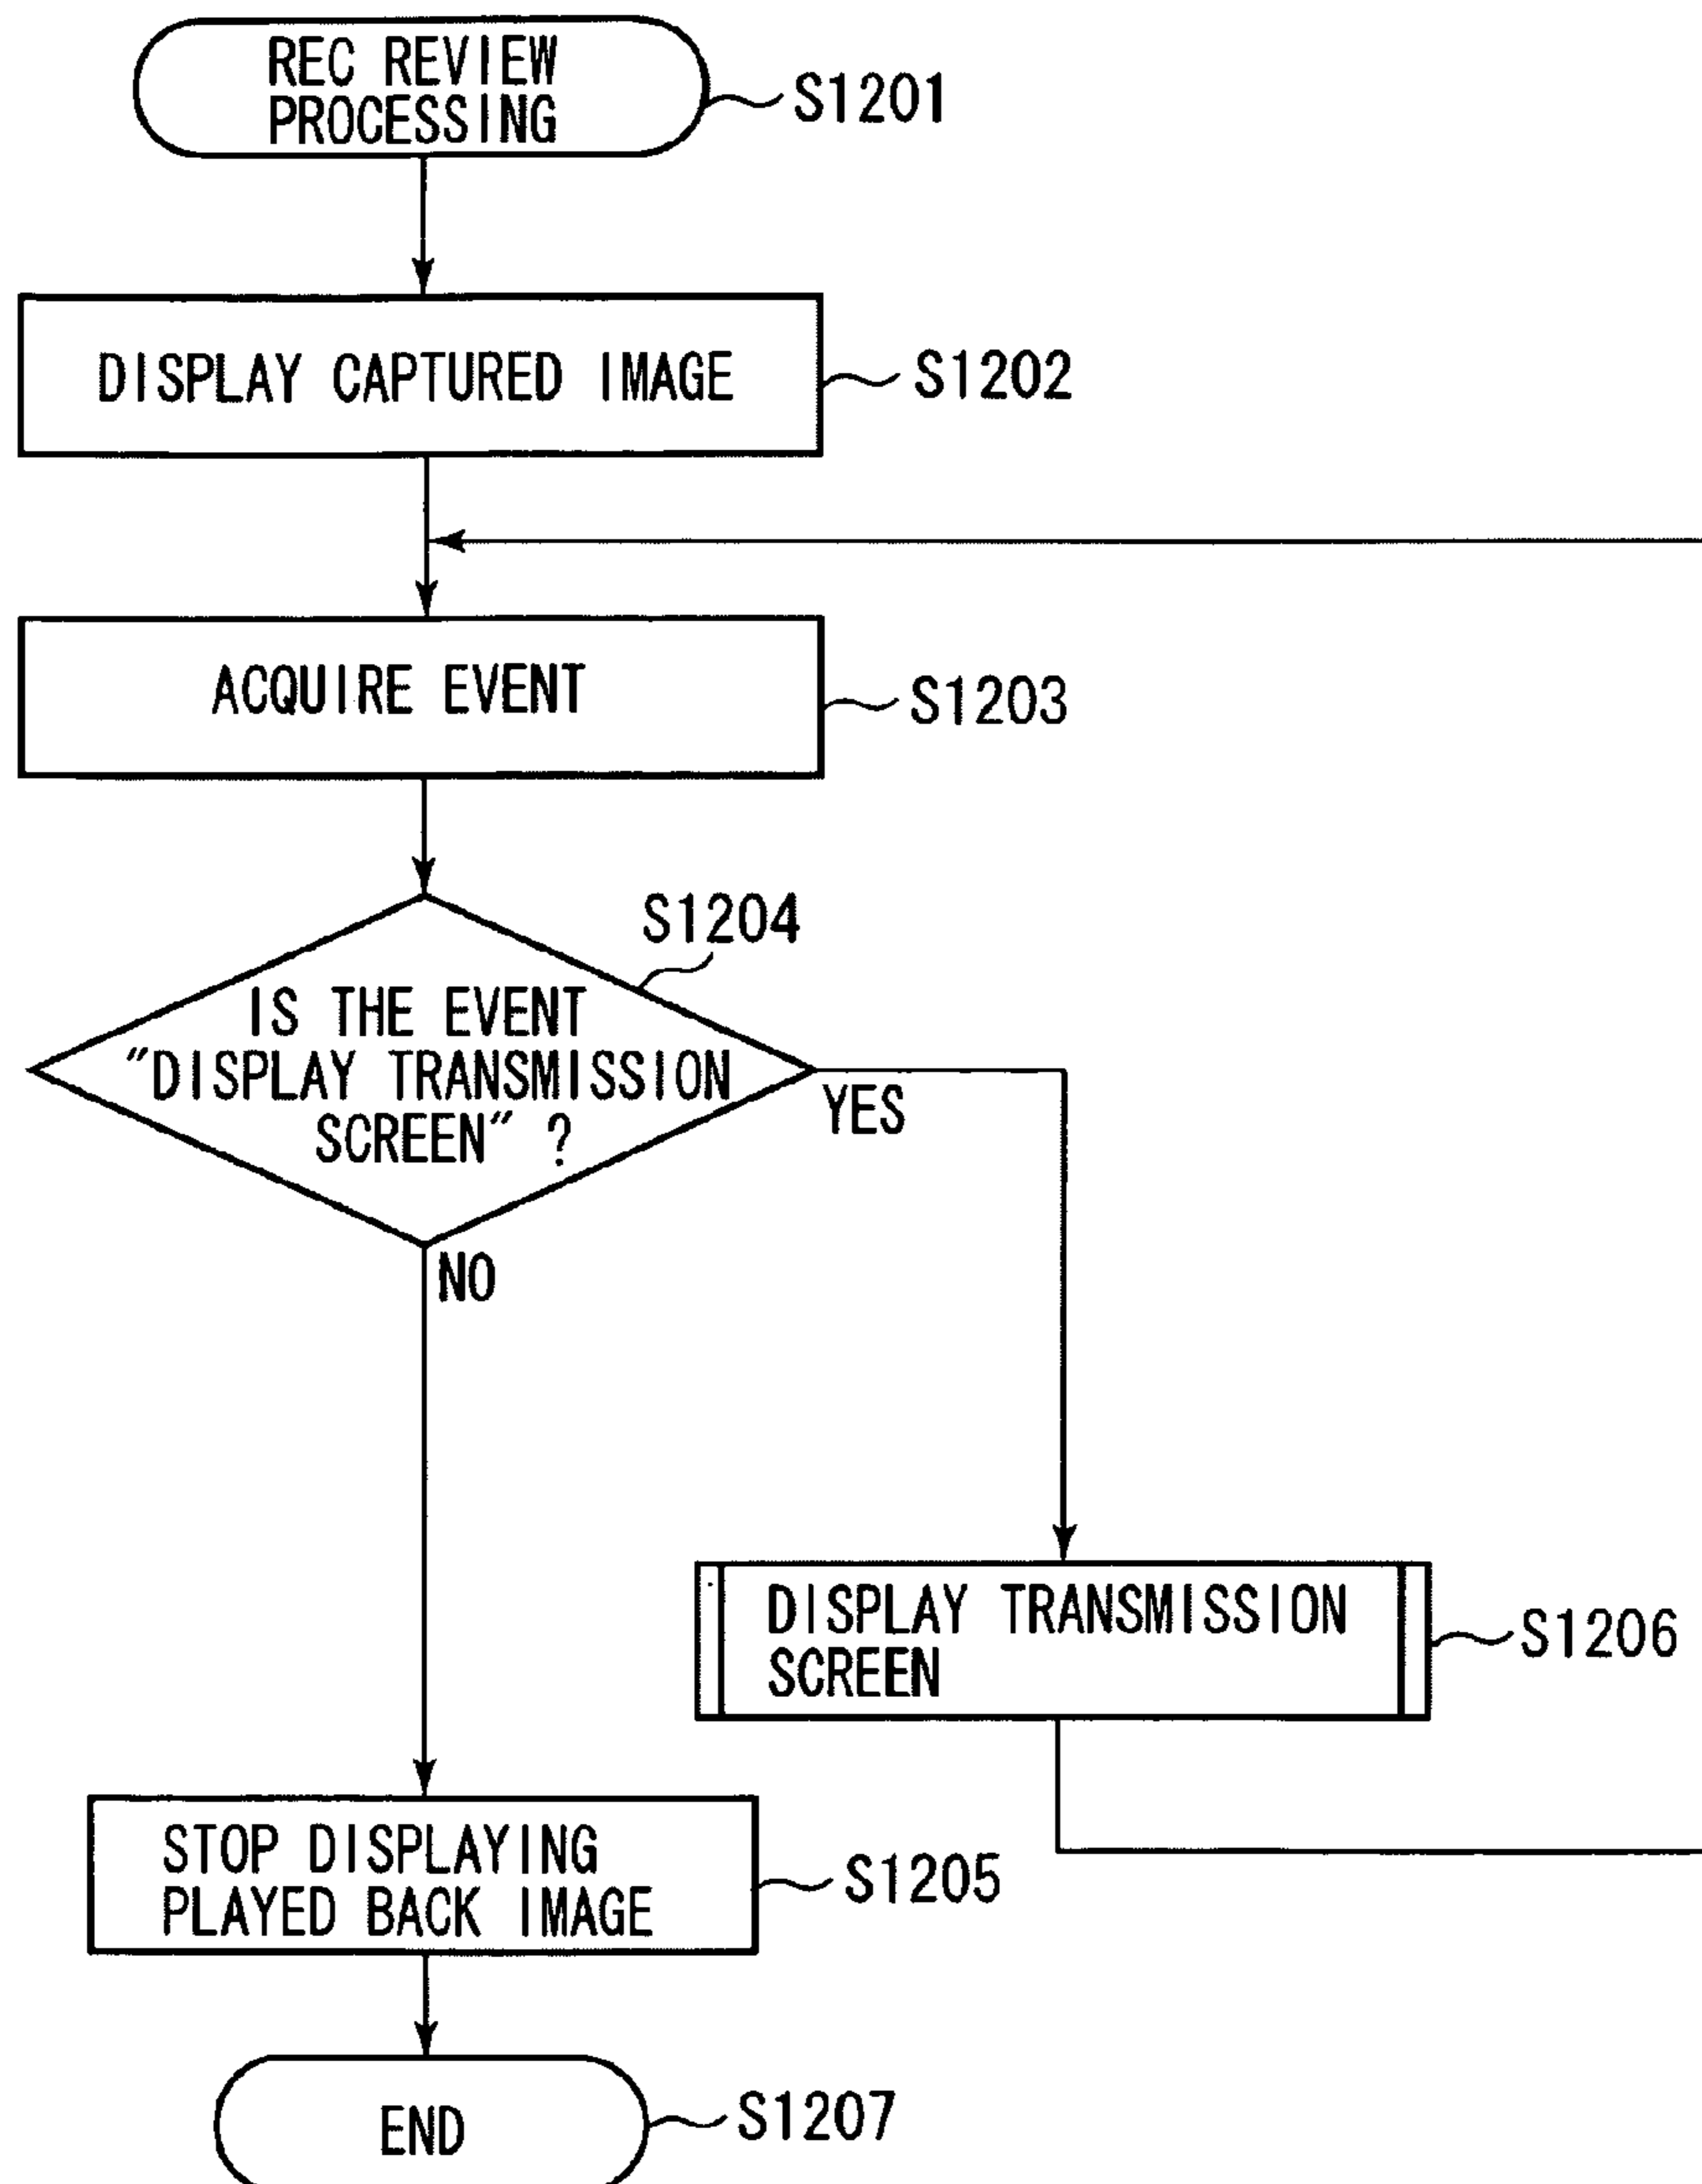 REC REVIEW
PROCESSING
S1201
DISPLAY CAPTURED IMAGE
S1202
ACQUIRE EVENT
S1203
S1204
IS THE EVENT
"DISPLAY TRANSMISSION
SCREEN" ?
YES
NO
DISPLAY TRANSMISSION
SCREEN
S1206
STOP DISPLAYING
PLAYED BACK IMAGE
S1205
END
S1207